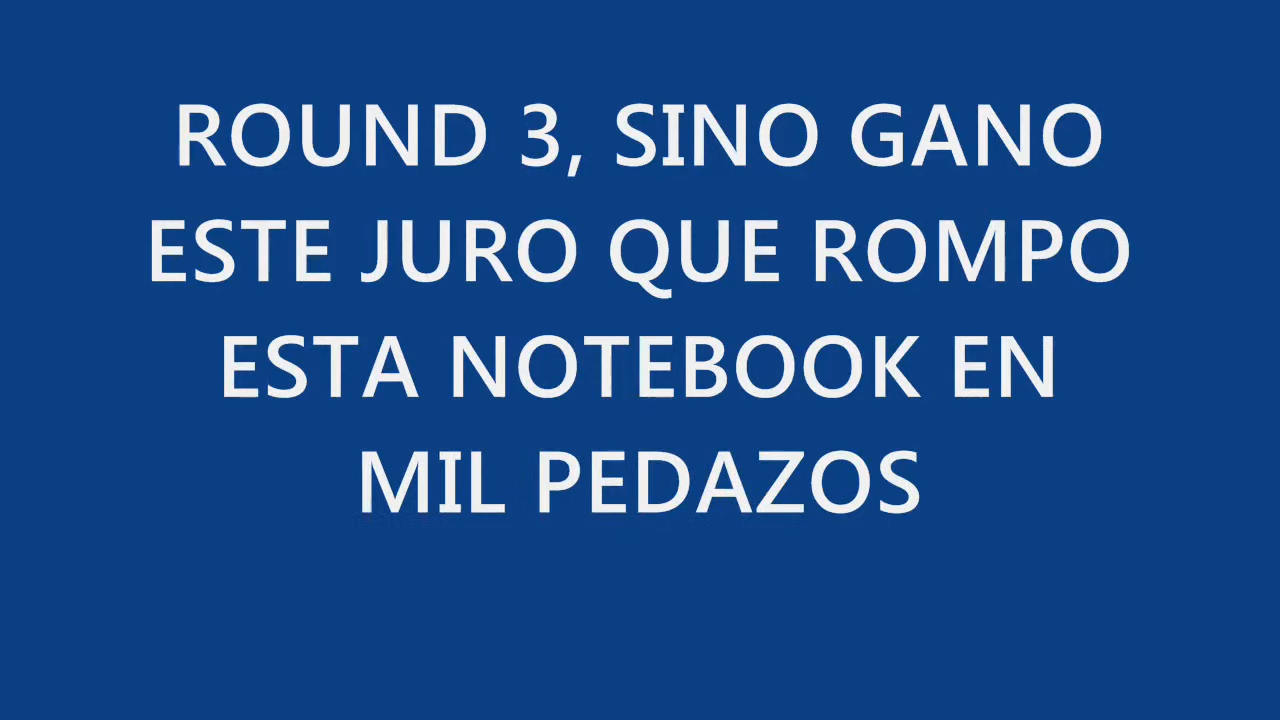 ROUND 3, SINO GANO
ESTE JURO QUE ROMPO
ESTA NOTEBOOK EN
MIL PEDAZOS